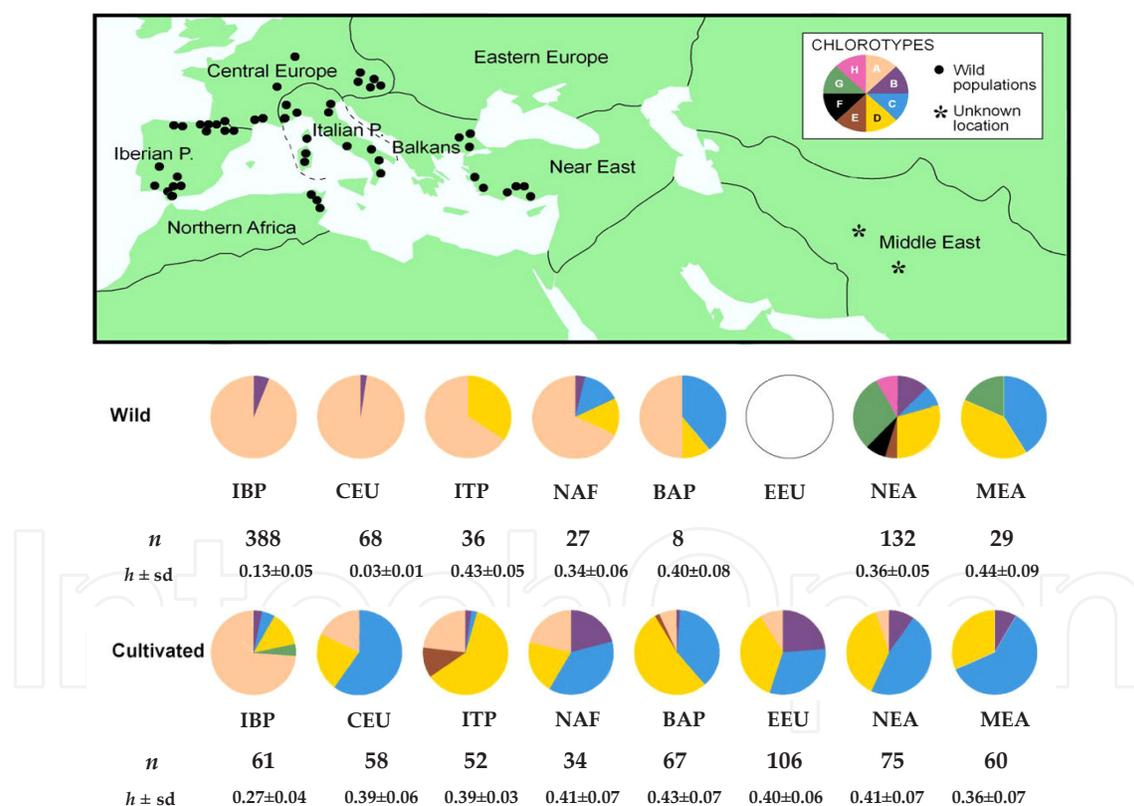 CHLOROTYPES
H A
G B
F C
E D
Wild populations
* Unknown location
Eastern Europe
Central Europe
Italian P.
Balkans
Iberian P.
Near East
Northern Africa
* Middle East
*
Wild
IBP CEU ITP NAF BAP EEU NEA MEA
n 388 68 36 27 8 132 29
h ± sd 0.13±0.05 0.03±0.01 0.43±0.05 0.34±0.06 0.40±0.08 0.36±0.05 0.44±0.09
IntechOpen
Cultivated
IBP CEU ITP NAF BAP EEU NEA MEA
n 61 58 52 34 67 106 75 60
h ± sd 0.27±0.04 0.39±0.06 0.39±0.03 0.41±0.07 0.43±0.07 0.40±0.06 0.41±0.07 0.36±0.07